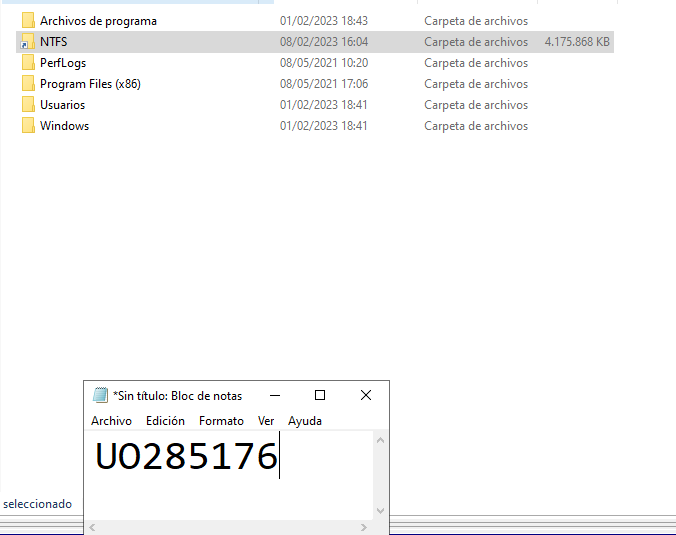 Archivos de programa 01/02/2023 18:43 Carpeta de archivos
NTFS 08/02/2023 16:04 Carpeta de archivos 4.175.868 KB
PerfLogs 08/05/2021 10:20 Carpeta de archivos
Program Files (x86) 08/05/2021 17:06 Carpeta de archivos
Usuarios 01/02/2023 18:41 Carpeta de archivos
Windows 01/02/2023 18:41 Carpeta de archivos
*Sin título: Bloc de notas
Archivo Edición Formato Ver Ayuda
UO285176
seleccionado